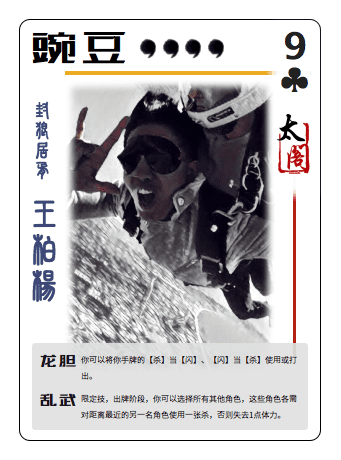 豌豆
9
太阁
封狼居胥
王柏楊
龙胆 你可以将你手牌的【杀】当【闪】、【闪】当【杀】使用或打
出。
乱武 限定技，出牌阶段，你可以选择所有其他角色，这些角色各需
对距离最近的另一名角色使用一张杀，否则失去1点体力。